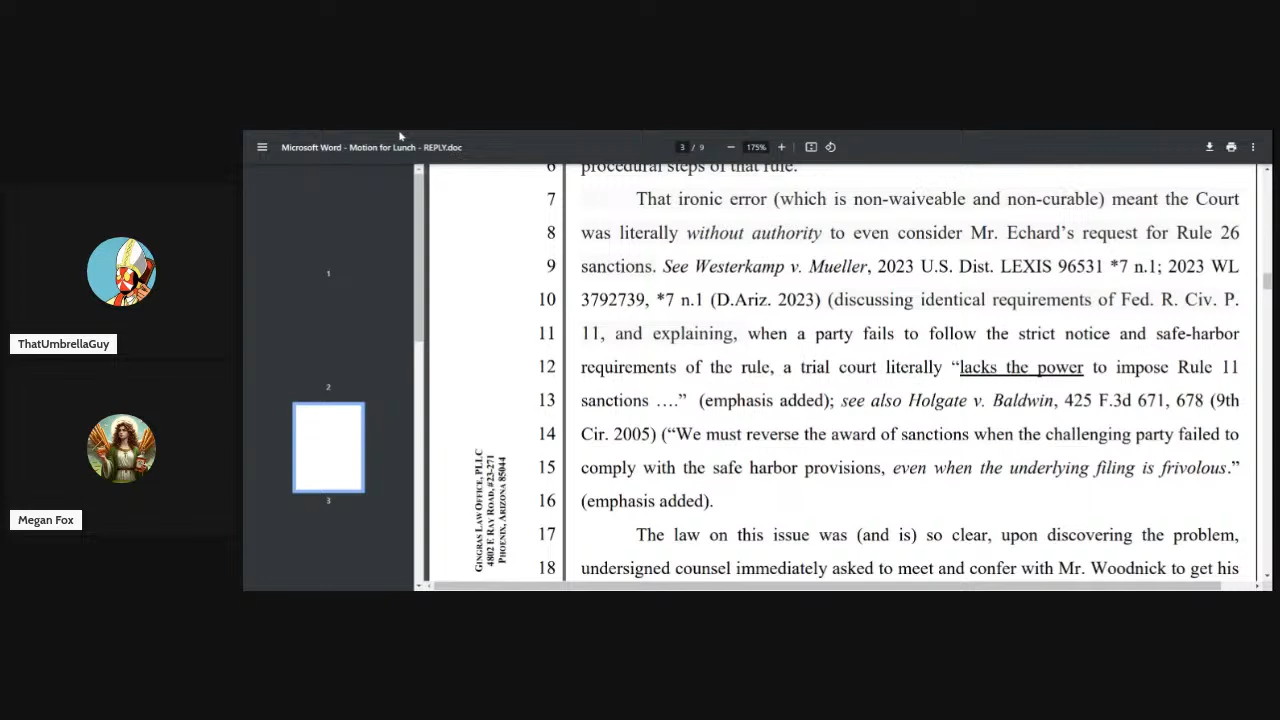 Microsoft Word - Motion for Lunch - REPLY.doc
3 / 9
175%
6
procedural steps of that rule.
7 That ironic error (which is non-waiveable and non-curable) meant the Court
8 was literally without authority to even consider Mr. Echard’s request for Rule 26
9 sanctions. See Westerkamp v. Mueller, 2023 U.S. Dist. LEXIS 96531 *7 n.1; 2023 WL
10 3792739, *7 n.1 (D.Ariz. 2023) (discussing identical requirements of Fed. R. Civ. P.
11 11, and explaining, when a party fails to follow the strict notice and safe-harbor
12 requirements of the rule, a trial court literally “lacks the power to impose Rule 11
13 sanctions ….” (emphasis added); see also Holgate v. Baldwin, 425 F.3d 671, 678 (9th
14 Cir. 2005) (“We must reverse the award of sanctions when the challenging party failed to
15 comply with the safe harbor provisions, even when the underlying filing is frivolous.”
16 (emphasis added).
17 The law on this issue was (and is) so clear, upon discovering the problem,
18 undersigned counsel immediately asked to meet and confer with Mr. Woodnick to get his
GINGRAS LAW OFFICE, PLLC
4802 E RAY ROAD, #23-271
PHOENIX, ARIZONA 85044
1
2
3
ThatUmbrellaGuy
Megan Fox